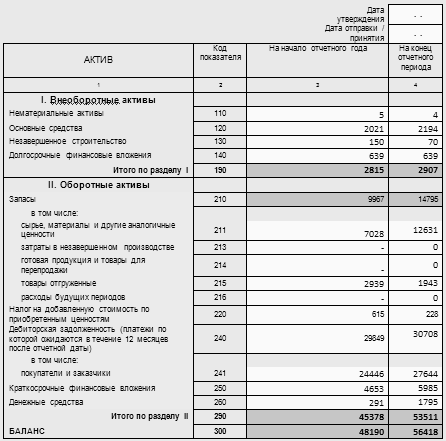 Дата
утверждения
. .
Дата отправки /
принятия
. .
АКТИВ
Код
показателя
На начало отчетного года
На конец
отчетного
периода
1 2 3 4
I. Внеоборотные активы
Нематериальные активы 110 5 4
Основные средства 120 2021 2194
Незавершенное строительство 130 150 70
Долгосрочные финансовые вложения 140 639 639
Итого по разделу I 190 2815 2907
II. Оборотные активы
Запасы 210 9967 14795
в том числе:
сырье, материалы и другие аналогичные
ценности 211 7028 12631
затраты в незавершенном производстве 213 - 0
готовая продукция и товары для
перепродажи 214 - 0
товары отгруженные 215 2939 1943
расходы будущих периодов 216 - 0
Налог на добавленную стоимость по
приобретенным ценностям 220 615 228
Дебиторская задолженность (платежи по
которой ожидаются в течение 12 месяцев
после отчетной даты) 240 29849 30708
в том числе:
покупатели и заказчики 241 24446 27644
Краткосрочные финансовые вложения 250 4653 5985
Денежные средства 260 291 1795
Итого по разделу II 290 45378 53511
БАЛАНС 300 48190 56418